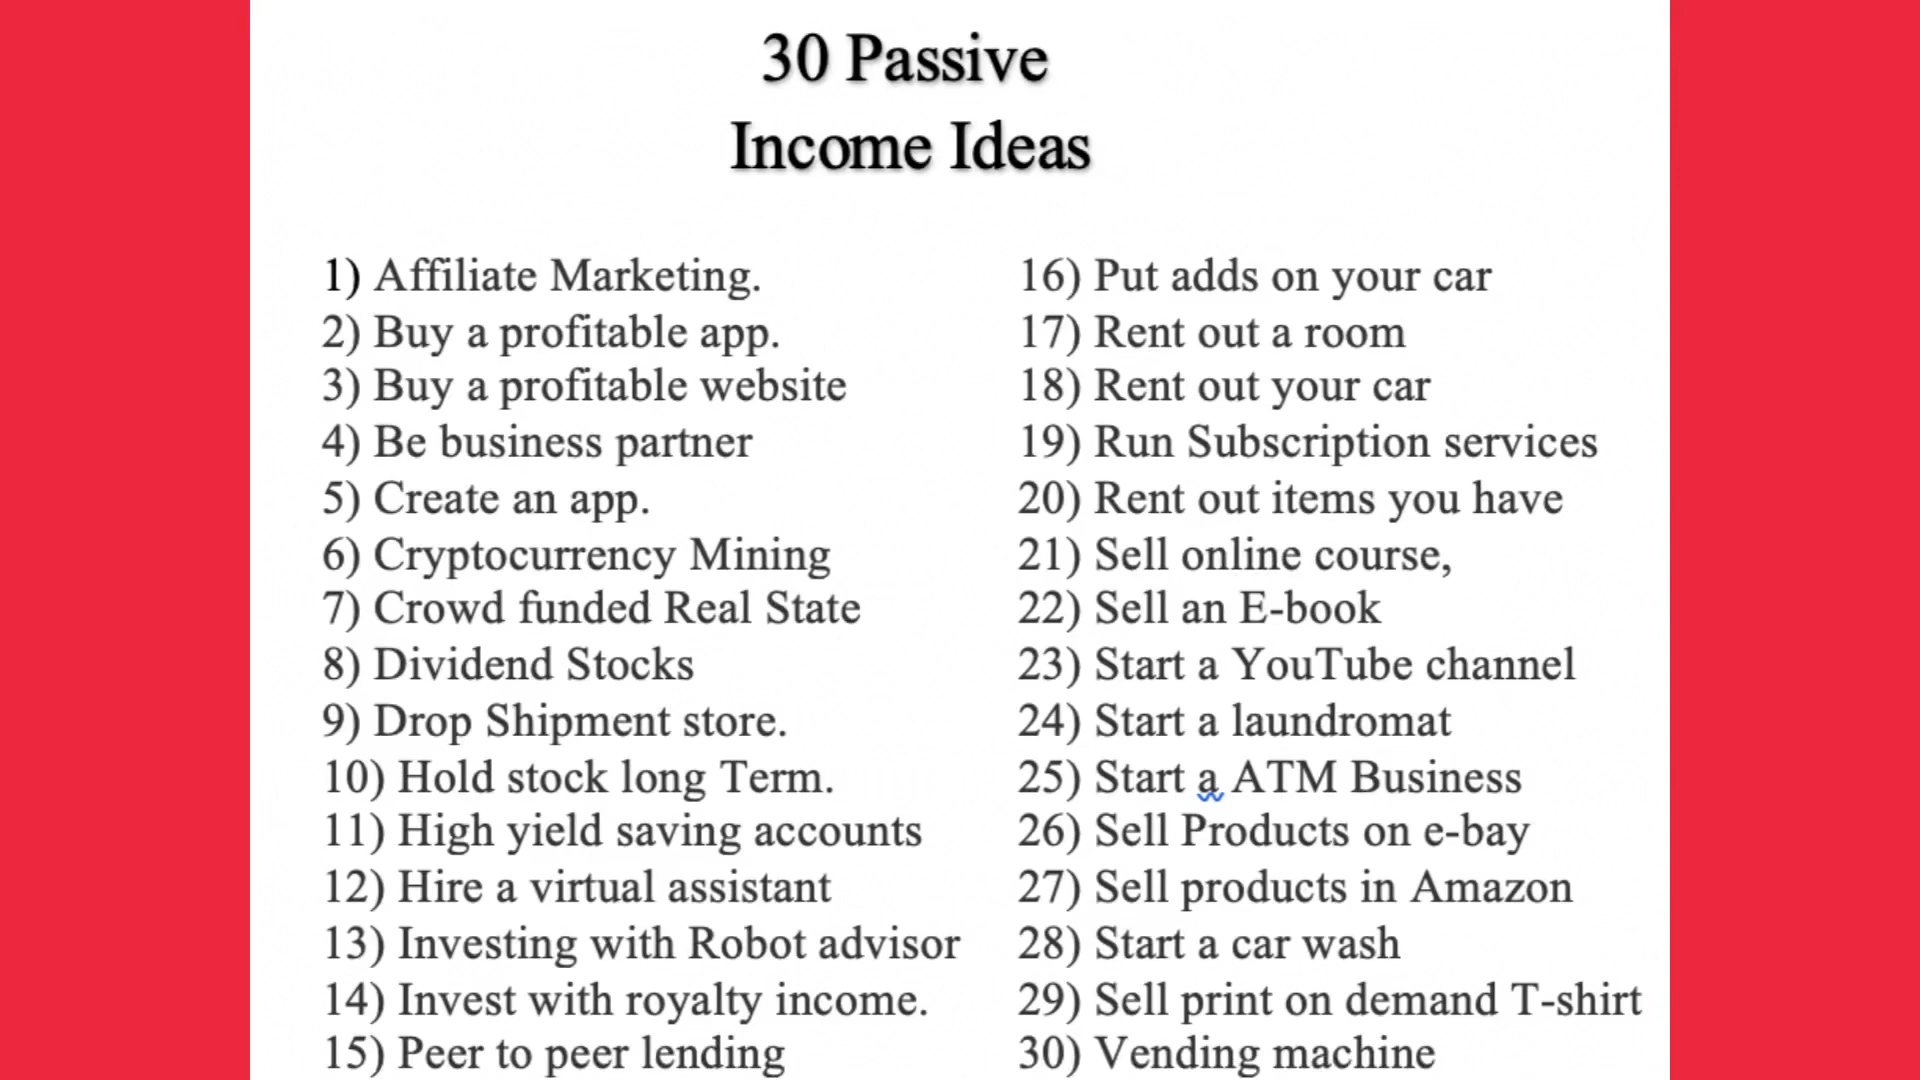 30 Passive
Income Ideas
1) Affiliate Marketing.
2) Buy a profitable app.
3) Buy a profitable website
4) Be business partner
5) Create an app.
6) Cryptocurrency Mining
7) Crowd funded Real State
8) Dividend Stocks
9) Drop Shipment store.
10) Hold stock long Term.
11) High yield saving accounts
12) Hire a virtual assistant
13) Investing with Robot advisor
14) Invest with royalty income.
15) Peer to peer lending
16) Put adds on your car
17) Rent out a room
18) Rent out your car
19) Run Subscription services
20) Rent out items you have
21) Sell online course,
22) Sell an E-book
23) Start a YouTube channel
24) Start a laundromat
25) Start a ATM Business
26) Sell Products on e-bay
27) Sell products in Amazon
28) Start a car wash
29) Sell print on demand T-shirt
30) Vending machine